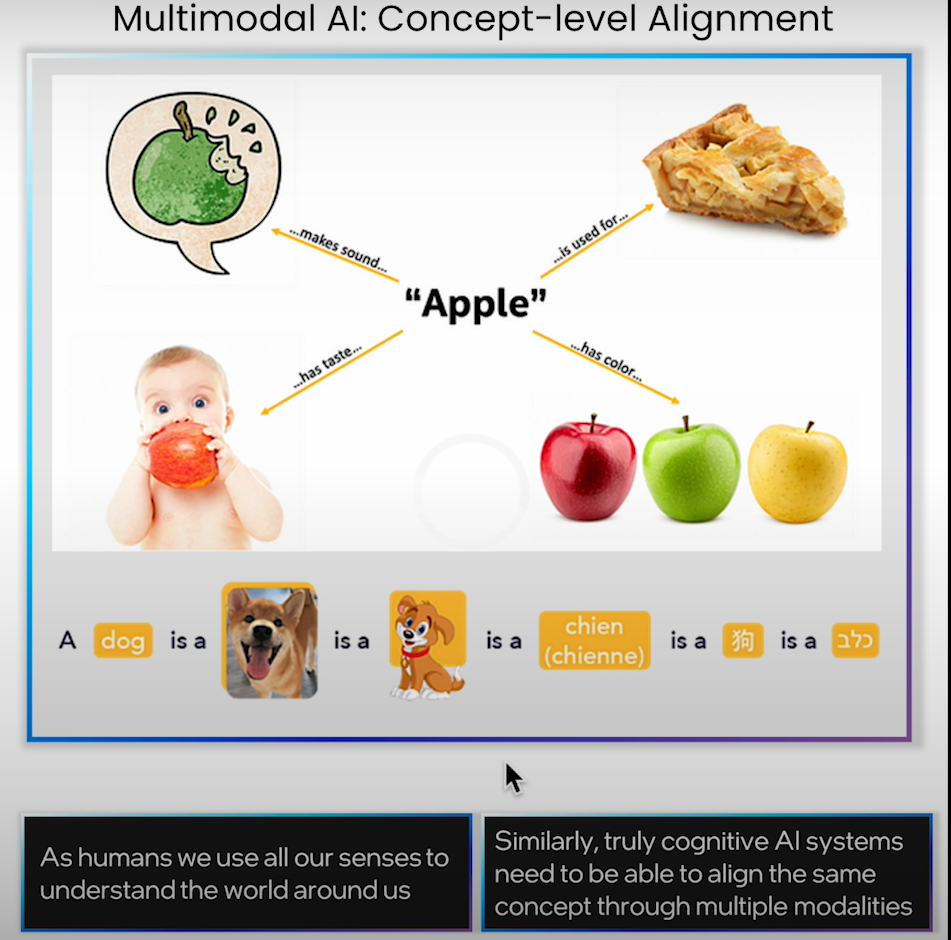 Multimodal AI: Concept-level Alignment
...makes sound...
...is used for...
“Apple”
...has taste...
...has color...
A dog is a is a is a chien (chienne) is a 狗 is a כלב
As humans we use all our senses to
understand the world around us
Similarly, truly cognitive AI systems
need to be able to align the same
concept through multiple modalities